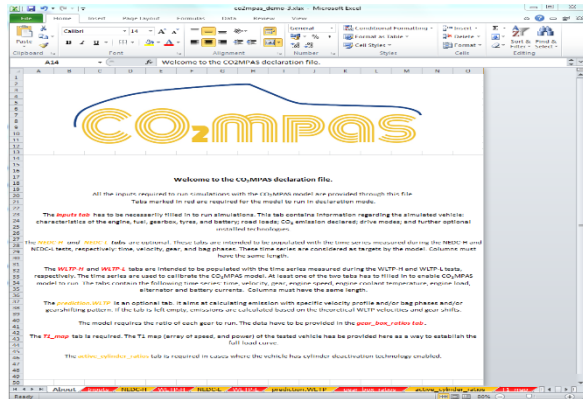 co2mpas_demo-3.xlsx - Microsoft Excel
File Home Insert Page Layout Formulas Data Review View
Paste Calibri 14 General Conditional Formatting Insert
B I U Format as Table Delete Sort & Find &
Cell Styles Format Filter Select
Clipboard Font Alignment Number Styles Cells Editing
A14 fx Welcome to the CO2MPAS declaration file.
A B C D E F G H I J K L M N O
CO2MPAS
Welcome to the CO2MPAS declaration file.
All the inputs required to run simulations with the CO2MPAS model are provided through this file.
Tabs marked in red are required for the model to run in declaration mode.
The inputs tab has to be necessarily filled in to run simulations. This tab contains information regarding the simulated vehicle:
characteristics of the engine, fuel, gearbox, tyres, and battery; road loads; CO2 emission declared; drive modes; and further optional
installed technologies.
The NEDC-H and NEDC-L tabs are optional. These tabs are intended to be populated with the time series measured during the NEDC-H and
NEDC-L tests, respectively: time, velocity, gear, and bag phases. These time series are considered as targets by the model. Columns must
have the same length.
The WLTP-H and WLTP-L tabs are intended to be populated with the time series measured during the WLTP-H and WLTP-L tests,
respectively. The time series are used to calibrate the CO2MPAS model. At least one of the two tabs has to filled in to enable CO2MPAS
model to run. The tabs contain the following time series: time, velocity, gear, engine speed, engine coolant temperature, engine load,
alternator and battery currents. Columns must have the same length.
The prediction.WLTP is an optional tab. It aims at calculating emission with specific velocity profile and/or bag phases and/or
gearshifting pattern. If the tab is left empty, emissions are calculated based on the theoretical WLTP velocities and gear shifts.
The model requires the ratio of each gear to run. The data have to be provided in the gear_box_ratios tab.
The T1_map tab is required. The T1 map (array of speed, and power) of the tested vehicle has be provided here as a way to establish the
full load curve.
The active_cylinder_ratios tab is required in cases where the vehicle has cylinder deactivation technology enabled.
About inputs NEDC-H WLTP-H NEDC-L WLTP-L prediction.WLTP gear_box_ratios active_cylinder_ratios T1_map
Ready 80%